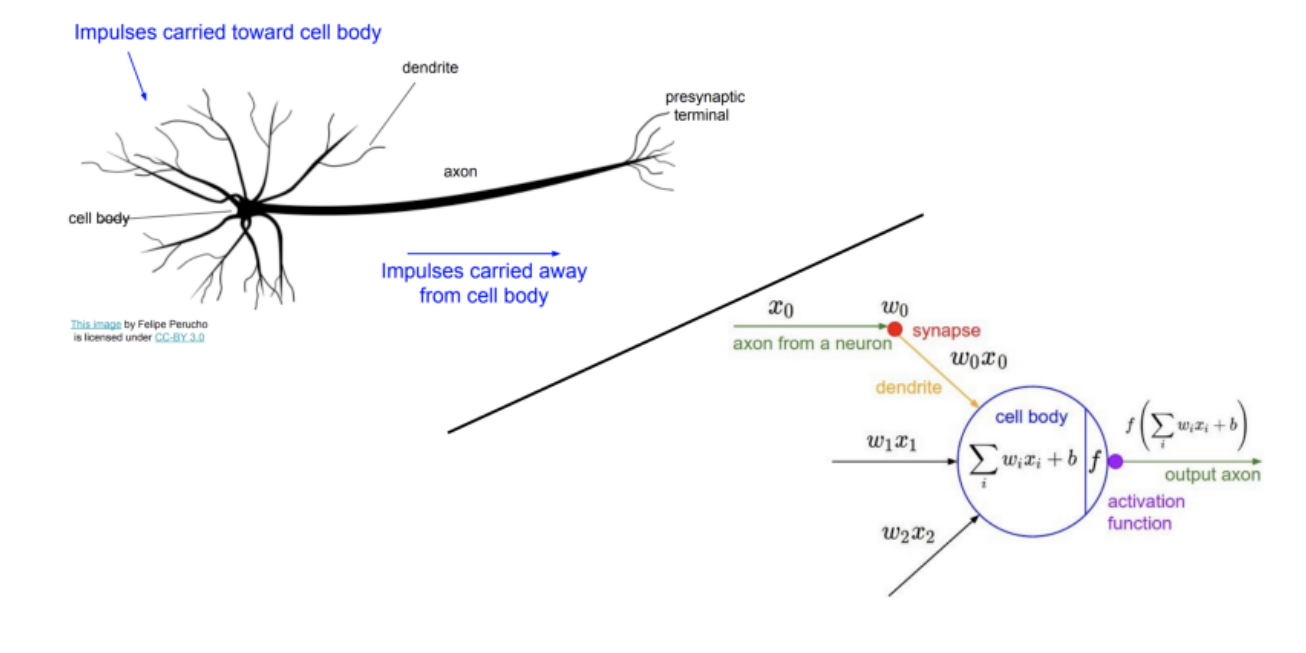 Impulses carried toward cell body
dendrite
presynaptic
terminal
axon
cell body
Impulses carried away
from cell body
This image by Felipe Perucho
is licensed under CC-BY 3.0
x₀
w₀
synapse
axon from a neuron
w₀x₀
dendrite
cell body
f(∑ᵢ wᵢxᵢ + b)
w₁x₁
∑ᵢ wᵢxᵢ + b
f
output axon
activation
function
w₂x₂